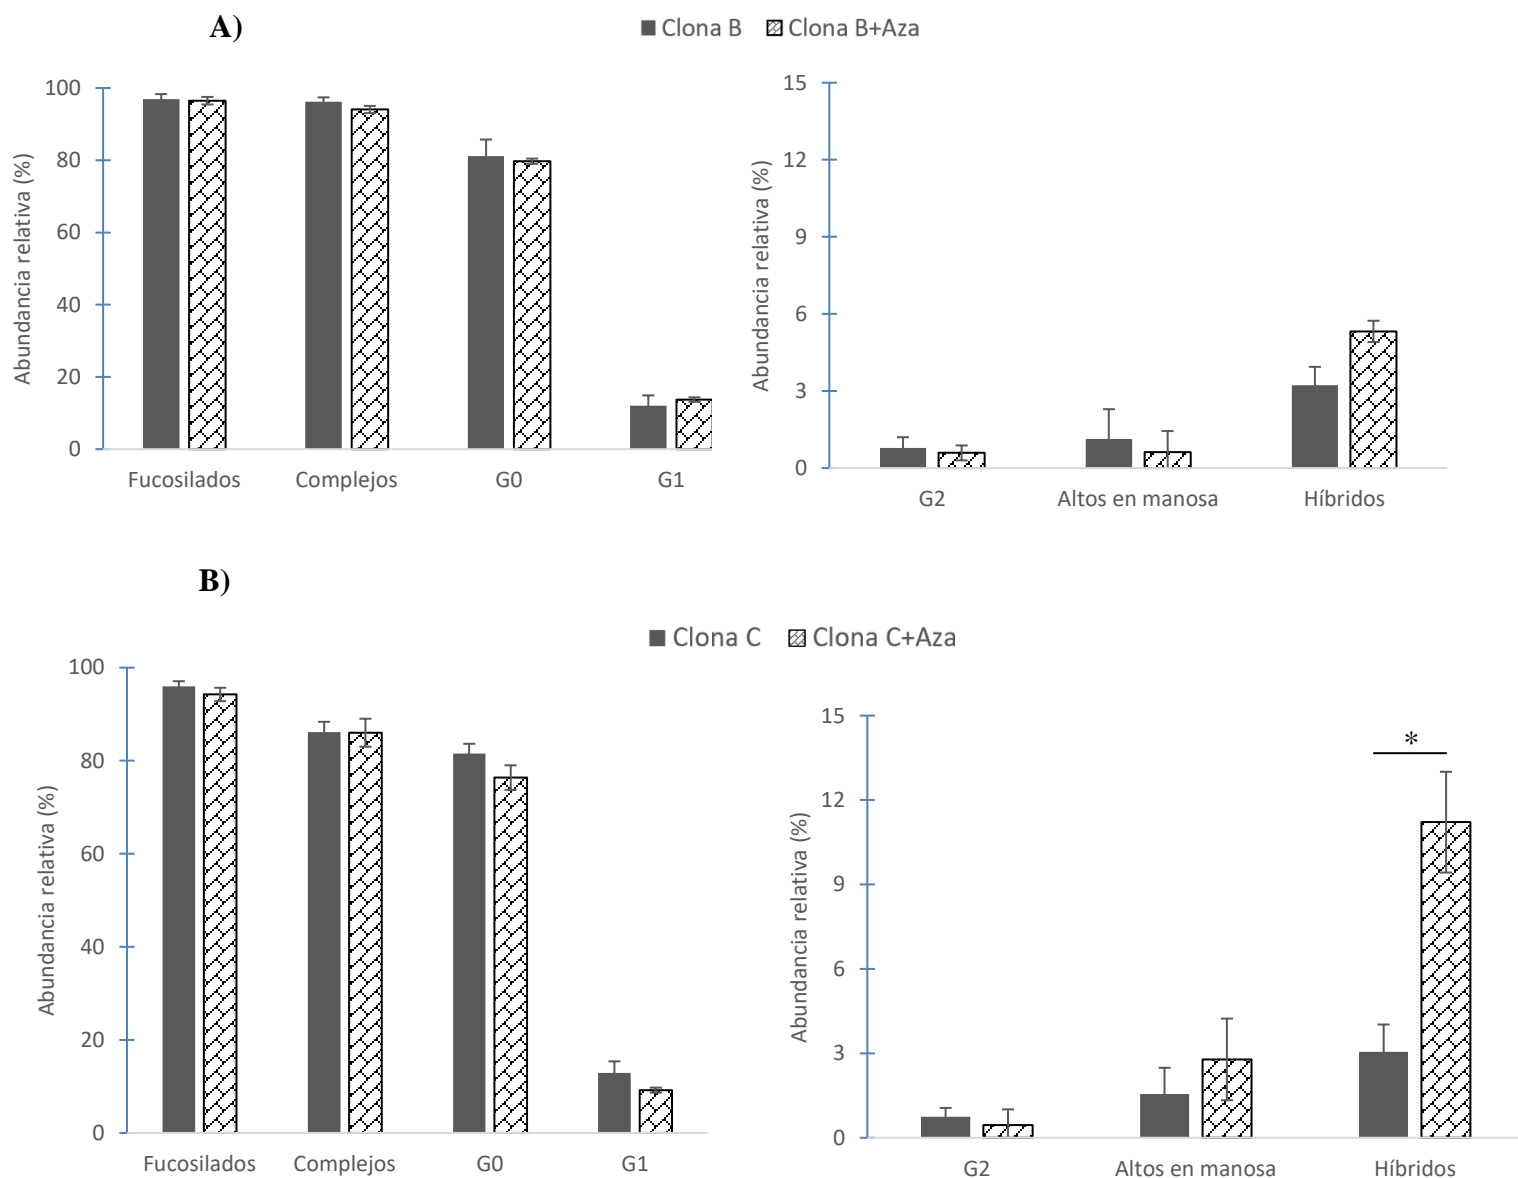 A)
Clona B Clona B+Aza
Abundancia relativa (%)
100
80
60
40
20
0
Fucosilados Complejos G0 G1
Abundancia relativa (%)
15
12
9
6
3
0
G2 Altos en manosa Híbridos
B)
Clona C Clona C+Aza
Abundancia relativa (%)
100
80
60
40
20
0
Fucosilados Complejos G0 G1
Abundancia relativa (%)
15
12
9
6
3
0
*
G2 Altos en manosa Híbridos